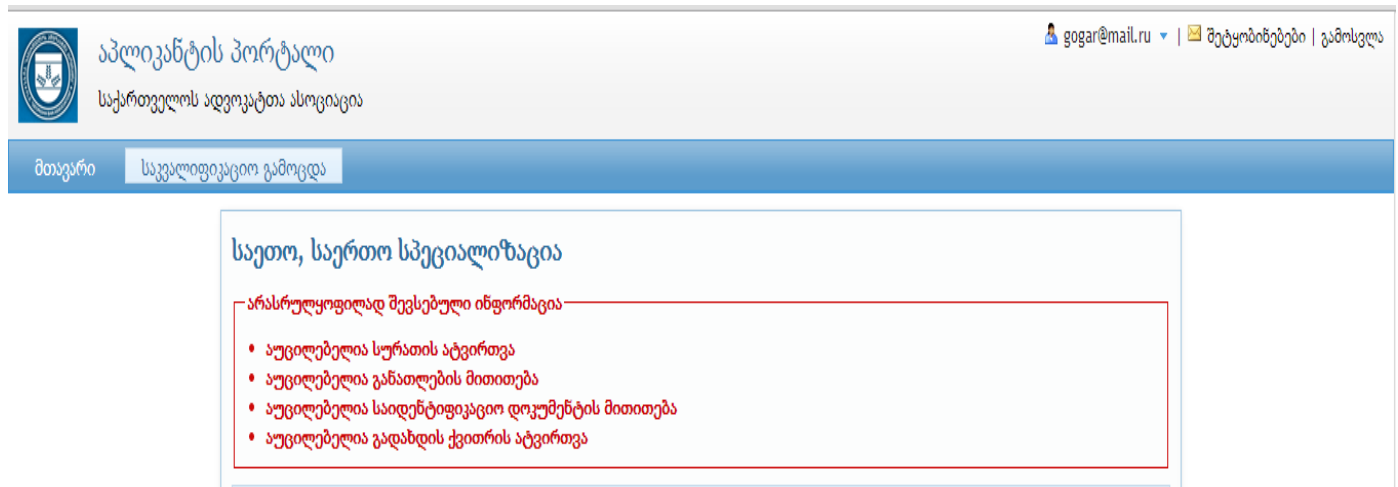 აპლიკანტის პორტალი
საქართველოს ადვოკატთა ასოციაცია
gogar@mail.ru | შეტყობინებები | გამოსვლა
მთავარი საკვალიფიკაციო გამოცდა
საეთო, საერთო სპეციალიზაცია
არასრულყოფილად შევსებული ინფორმაცია
• აუცილებელია სურათის ატვირთვა
• აუცილებელია განათლების მითითება
• აუცილებელია საიდენტიფიკაციო დოკუმენტის მითითება
• აუცილებელია გადახდის ქვითრის ატვირთვა